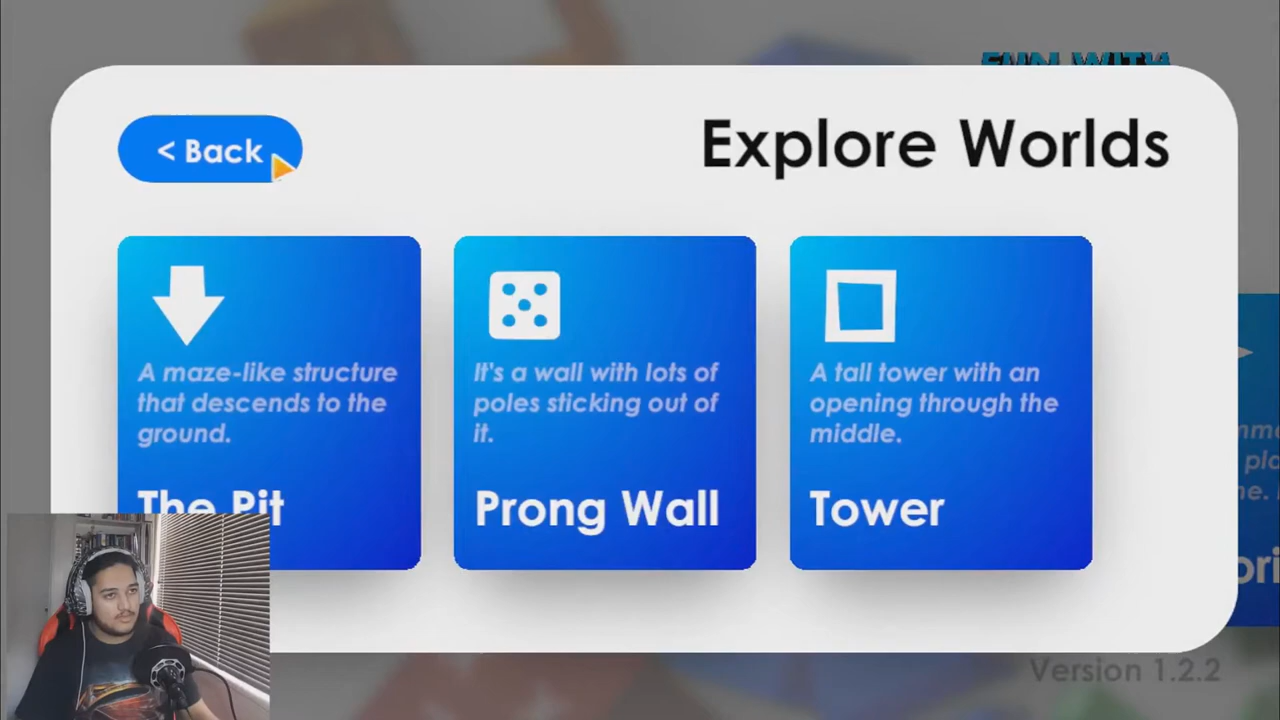 FUN WITH
< Back
Explore Worlds
A maze-like structure
that descends to the
ground.
The Pit
It's a wall with lots of
poles sticking out of
it.
Prong Wall
A tall tower with an
opening through the
middle.
Tower
Version 1.2.2